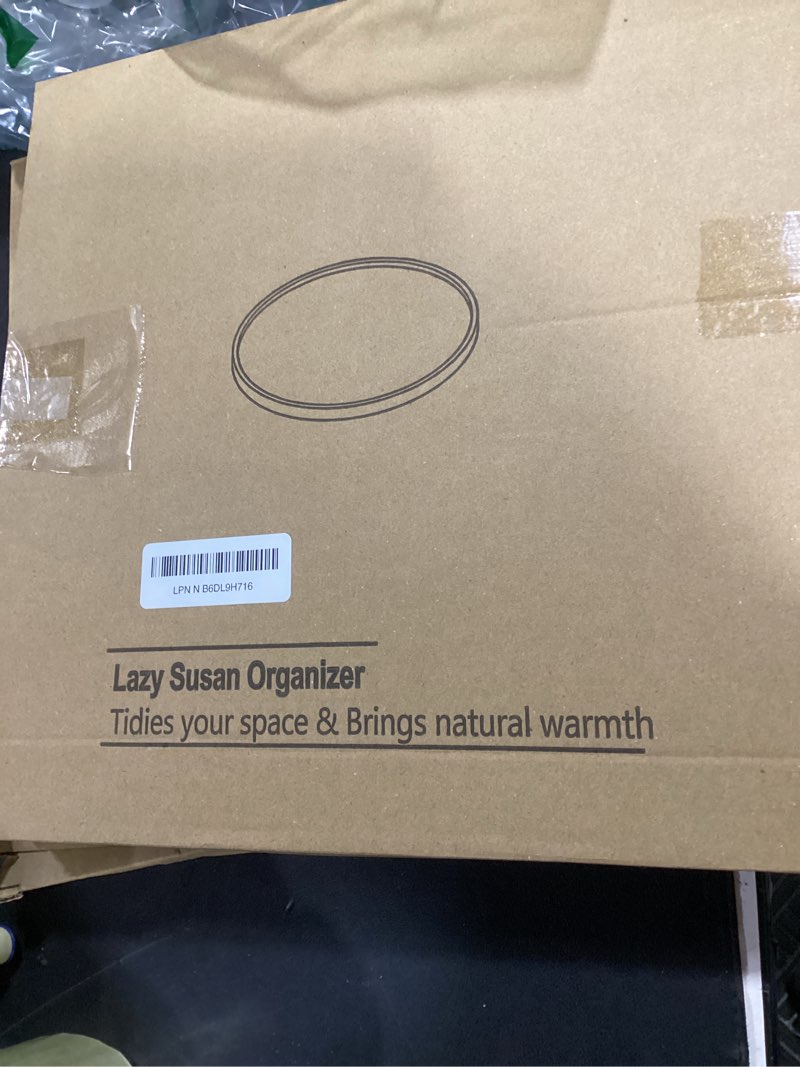 LPN N B6DL9H716
Lazy Susan Organizer
Tidies your space & Brings natural warmth